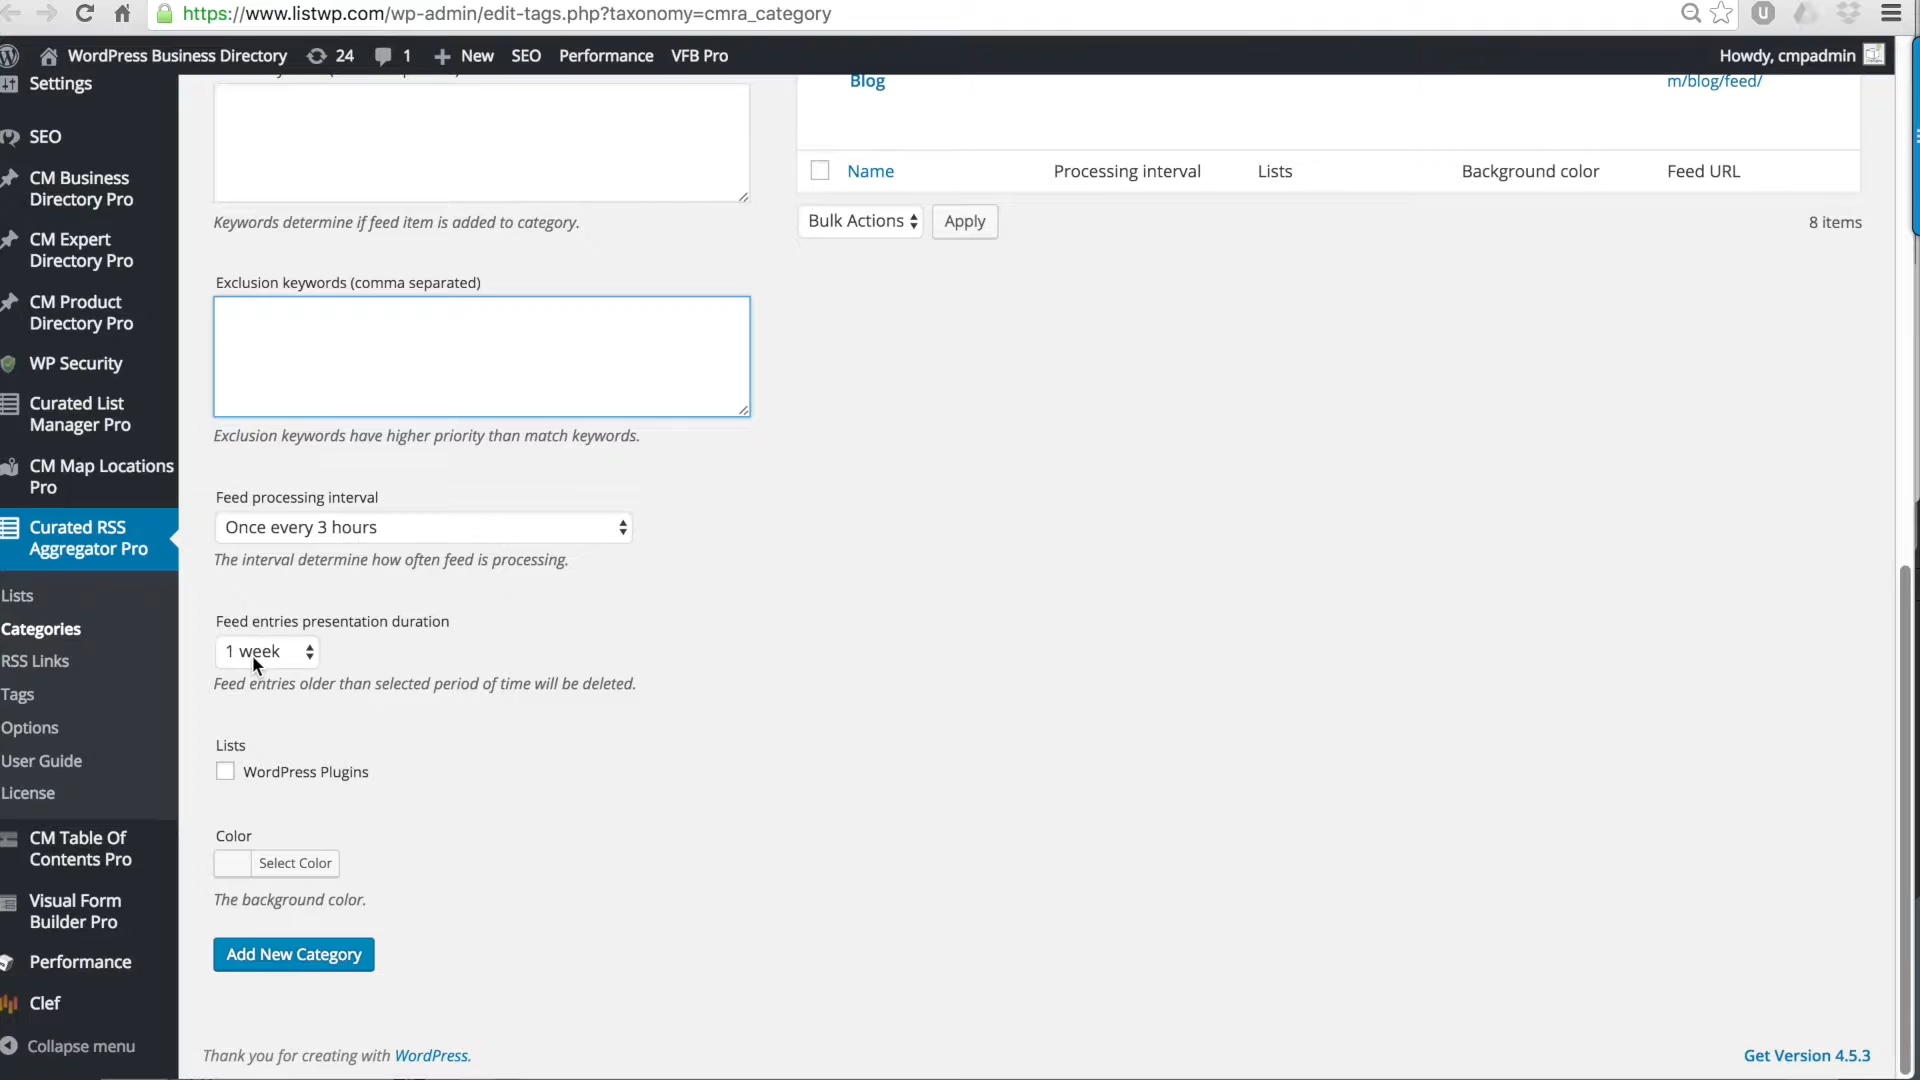 https://www.listwp.com/wp-admin/edit-tags.php?taxonomy=cmra_category
WordPress Business Directory 24 1 New SEO Performance VFB Pro Howdy, cmpadmin
Settings
SEO
CM Business
Directory Pro
CM Expert
Directory Pro
CM Product
Directory Pro
WP Security
Curated List
Manager Pro
CM Map Locations
Pro
Curated RSS
Aggregator Pro
Lists
Categories
RSS Links
Tags
Options
User Guide
License
CM Table Of
Contents Pro
Visual Form
Builder Pro
Performance
Clef
Collapse menu
Keywords determine if feed item is added to category.
Exclusion keywords (comma separated)
Exclusion keywords have higher priority than match keywords.
Feed processing interval
Once every 3 hours
The interval determine how often feed is processing.
Feed entries presentation duration
1 week
Feed entries older than selected period of time will be deleted.
Lists
WordPress Plugins
Color
Select Color
The background color.
Add New Category
Blog m/blog/feed/
Name Processing interval Lists Background color Feed URL
Bulk Actions Apply 8 items
Thank you for creating with WordPress. Get Version 4.5.3